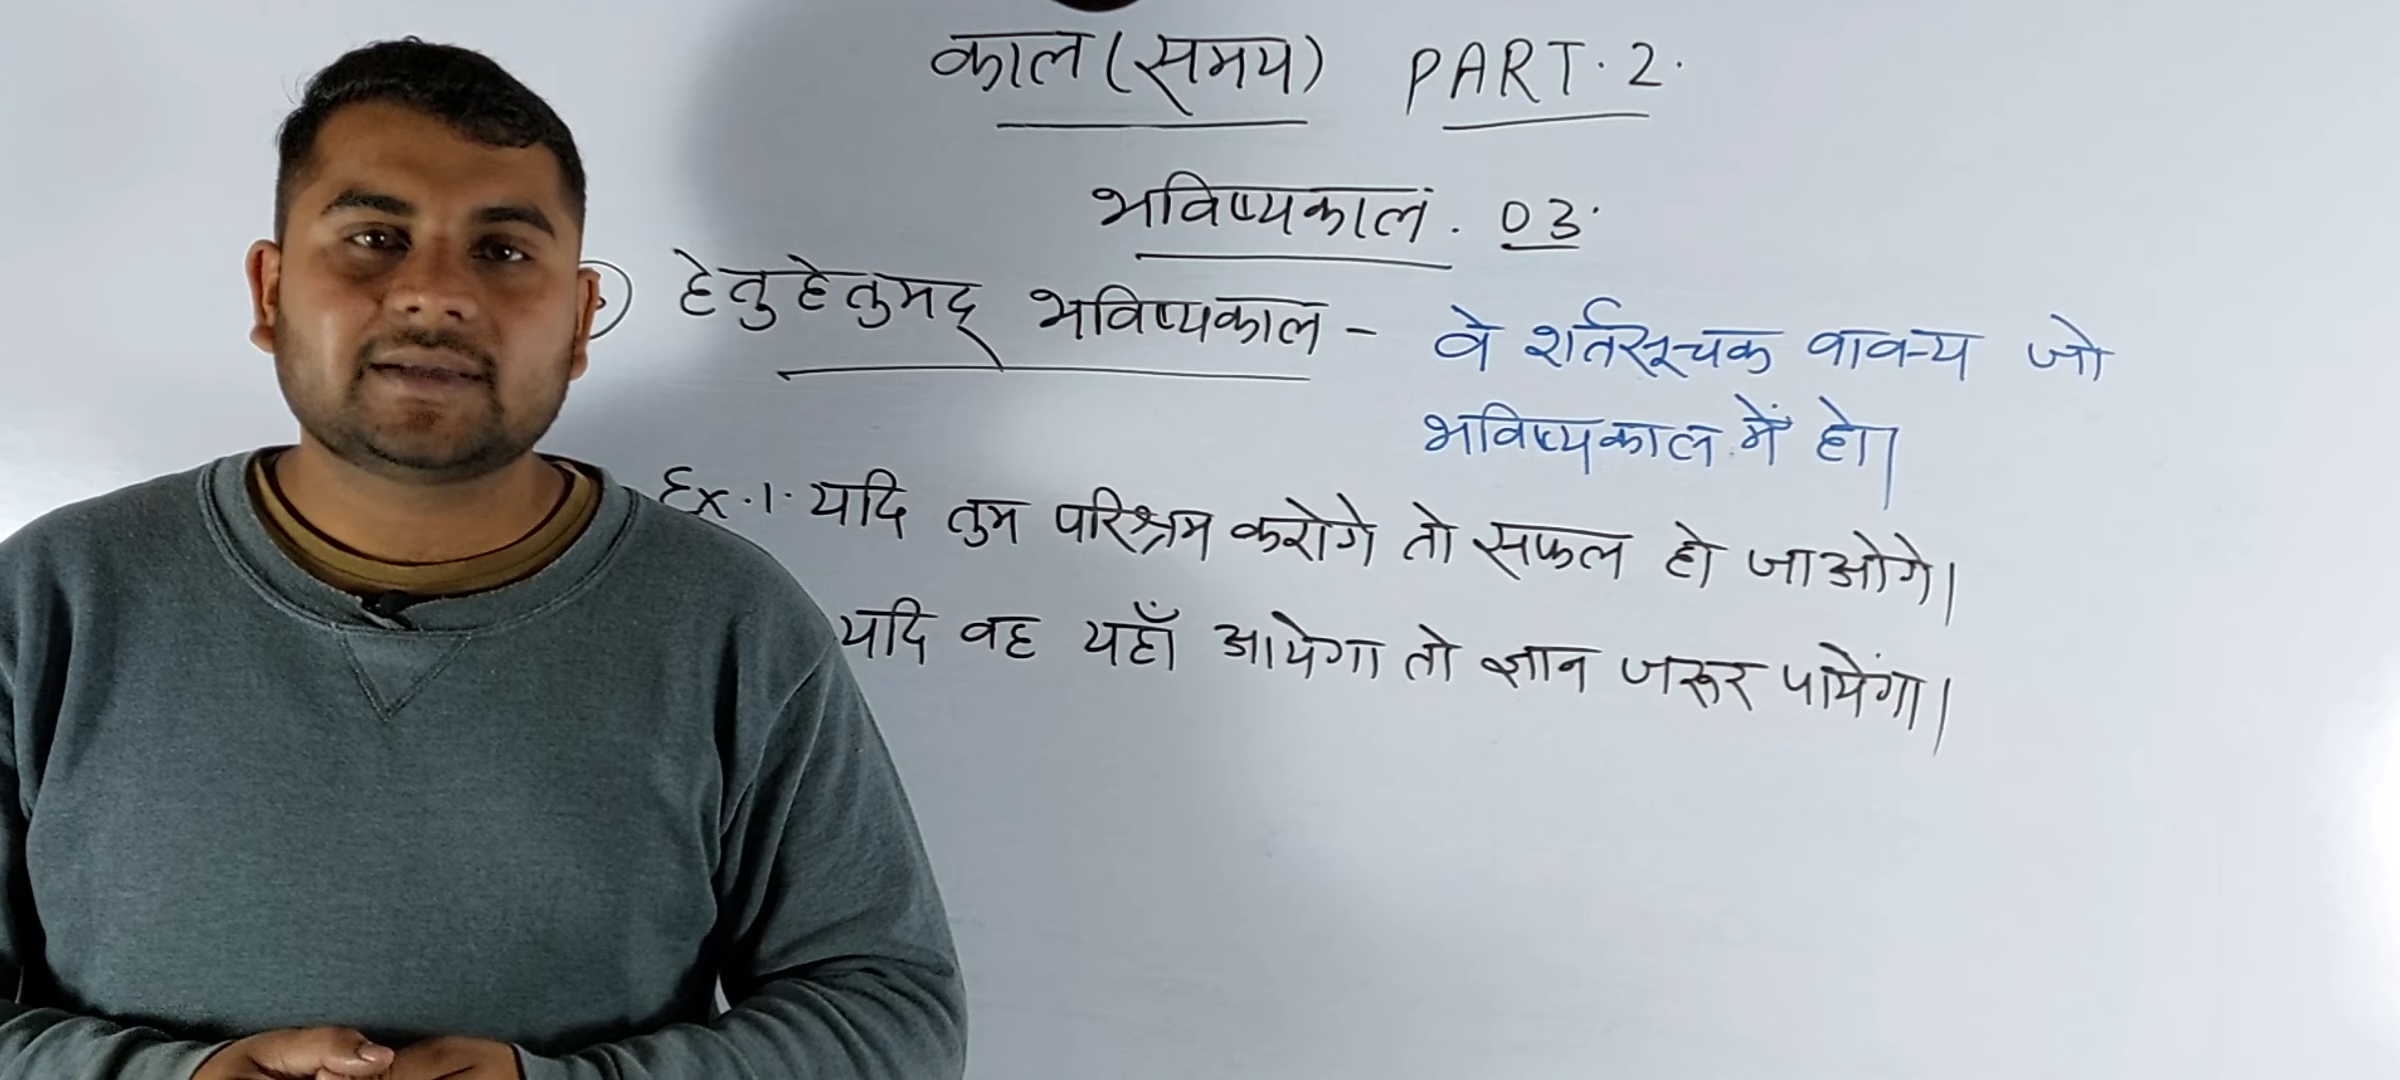 काल (समय) PART. 2.
भविष्यकाल. 03.
हेतुहेतुमद् भविष्यकाल - वे शर्तसूचक वाक्य जो
भविष्यकाल में हो।
Ex.1. यदि तुम परिश्रम करोगे तो सफल हो जाओगे।
यदि वह यहाँ आयेगा तो ज्ञान जरूर पायेंगा।